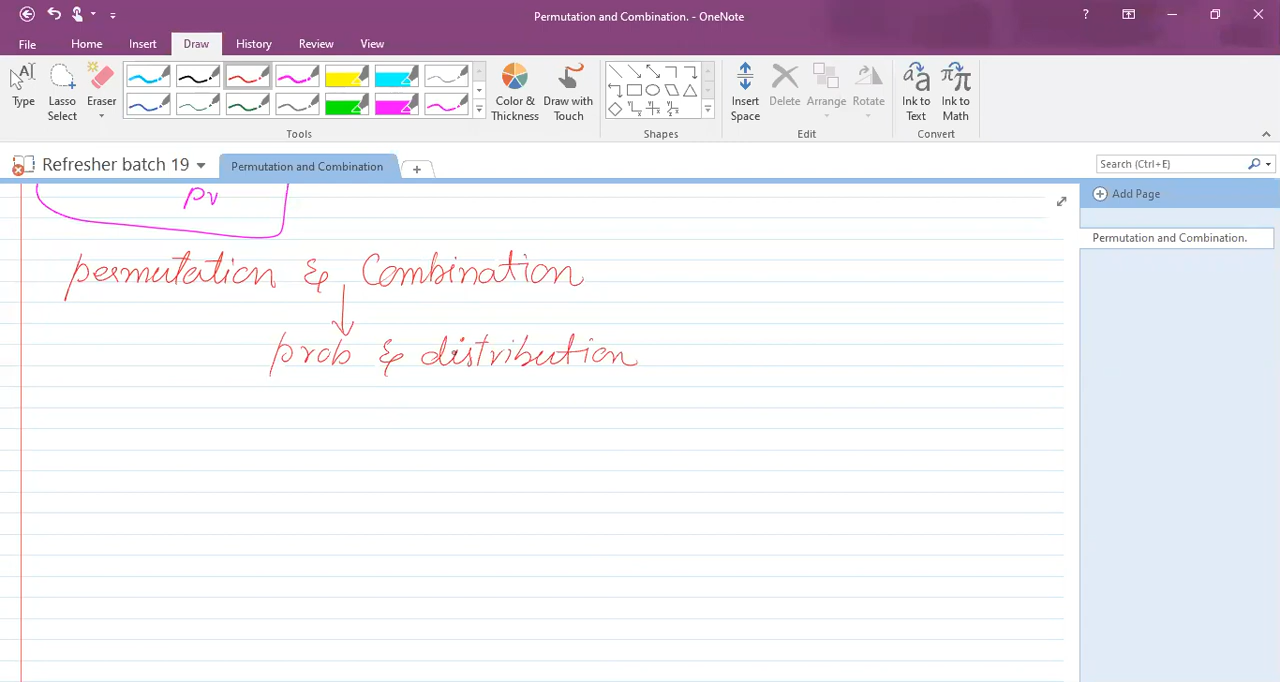 Permutation and Combination. - OneNote
?
File Home Insert Draw History Review View
Type Lasso Select Eraser
Color & Thickness Draw with Touch
Insert Space Delete Arrange Rotate
Ink to Text Ink to Math
Tools Shapes Edit Convert
Refresher batch 19 Permutation and Combination Search (Ctrl+E)
Add Page
Permutation and Combination.
pv
permutation & Combination
prob & distribution